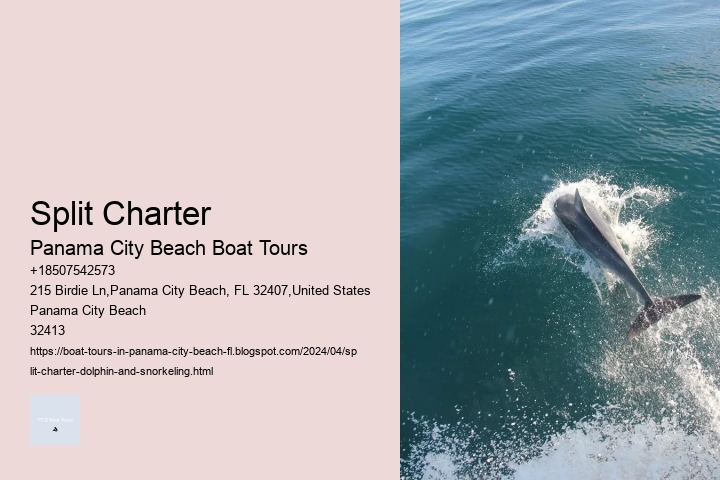 Split Charter
Panama City Beach Boat Tours
+18507542573
215 Birdie Ln,Panama City Beach, FL 32407,United States
Panama City Beach
32413
https://boat-tours-in-panama-city-beach-fl.blogspot.com/2024/04/sp
lit-charter-dolphin-and-snorkeling.html